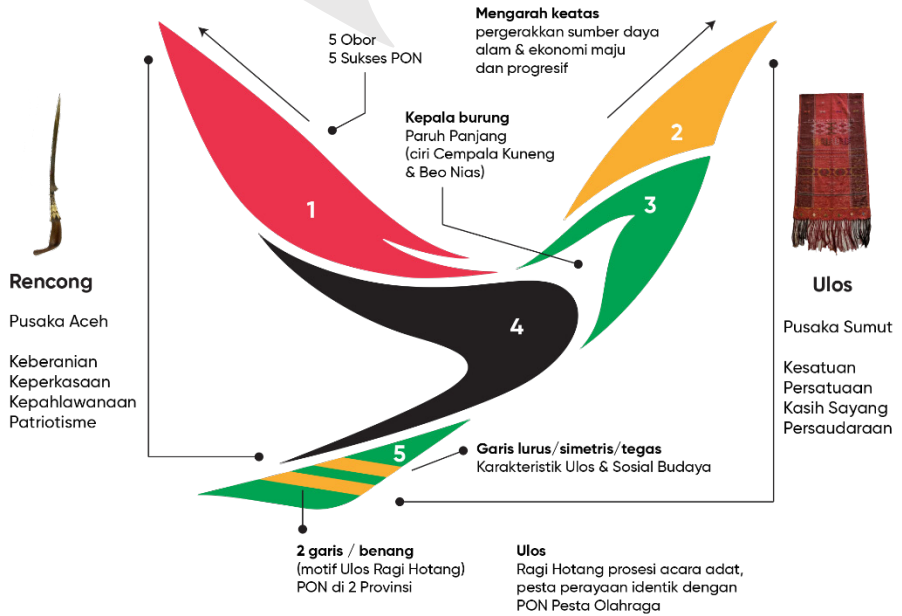 Mengarah keatas
pergerakkan sumber daya
alam & ekonomi maju
dan progresif
5 Obor
5 Sukses PON
Kepala burung
Paruh Panjang
(ciri Cempala Kuneng
& Beo Nias)
1
2
3
4
5
Rencong
Pusaka Aceh
Keberanian
Keperkasaan
Kepahlawanaan
Patriotisme
Ulos
Pusaka Sumut
Kesatuan
Persatuaan
Kasih Sayang
Persaudaraan
Garis lurus/simetris/tegas
Karakteristik Ulos & Sosial Budaya
2 garis / benang
(motif Ulos Ragi Hotang)
PON di 2 Provinsi
Ulos
Ragi Hotang prosesi acara adat,
pesta perayaan identik dengan
PON Pesta Olahraga